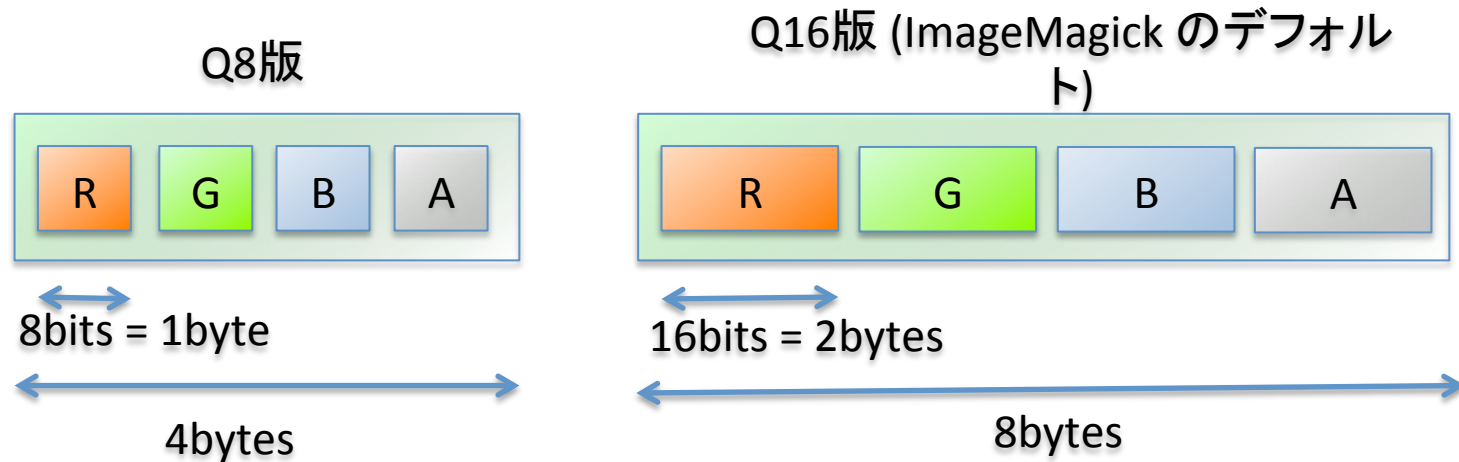 Q8版
R G B A
8bits = 1byte
4bytes
Q16版 (ImageMagick のデフォル
ト)
R G B A
16bits = 2bytes
8bytes